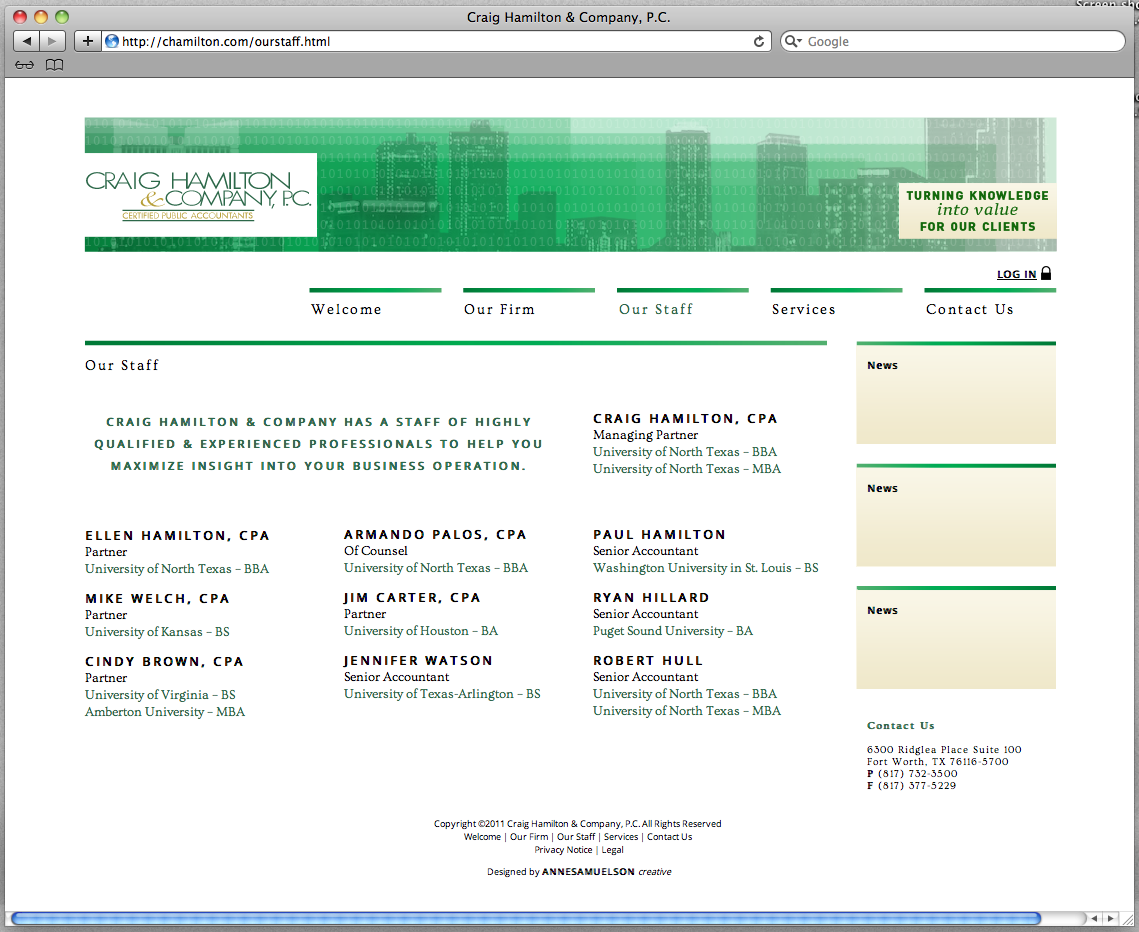 Screen sho
Craig Hamilton & Company, P.C.
http://chamilton.com/ourstaff.html
Google
CRAIG HAMILTON
& COMPANY, P.C.
CERTIFIED PUBLIC ACCOUNTANTS
TURNING KNOWLEDGE
into value
FOR OUR CLIENTS
LOG IN
Welcome
Our Firm
Our Staff
Services
Contact Us
Our Staff
CRAIG HAMILTON & COMPANY HAS A STAFF OF HIGHLY
QUALIFIED & EXPERIENCED PROFESSIONALS TO HELP YOU
MAXIMIZE INSIGHT INTO YOUR BUSINESS OPERATION.
CRAIG HAMILTON, CPA
Managing Partner
University of North Texas – BBA
University of North Texas – MBA
ELLEN HAMILTON, CPA
Partner
University of North Texas – BBA
MIKE WELCH, CPA
Partner
University of Kansas – BS
CINDY BROWN, CPA
Partner
University of Virginia – BS
Amberton University – MBA
ARMANDO PALOS, CPA
Of Counsel
University of North Texas – BBA
JIM CARTER, CPA
Partner
University of Houston – BA
JENNIFER WATSON
Senior Accountant
University of Texas-Arlington – BS
PAUL HAMILTON
Senior Accountant
Washington University in St. Louis – BS
RYAN HILLARD
Senior Accountant
Puget Sound University – BA
ROBERT HULL
Senior Accountant
University of North Texas – BBA
University of North Texas – MBA
News
News
News
Contact Us
6300 Ridglea Place Suite 100
Fort Worth, TX 76116-5700
P (817) 732-3500
F (817) 377-5229
Copyright ©2011 Craig Hamilton & Company, P.C. All Rights Reserved
Welcome | Our Firm | Our Staff | Services | Contact Us
Privacy Notice | Legal
Designed by ANNESAMUELSON creative